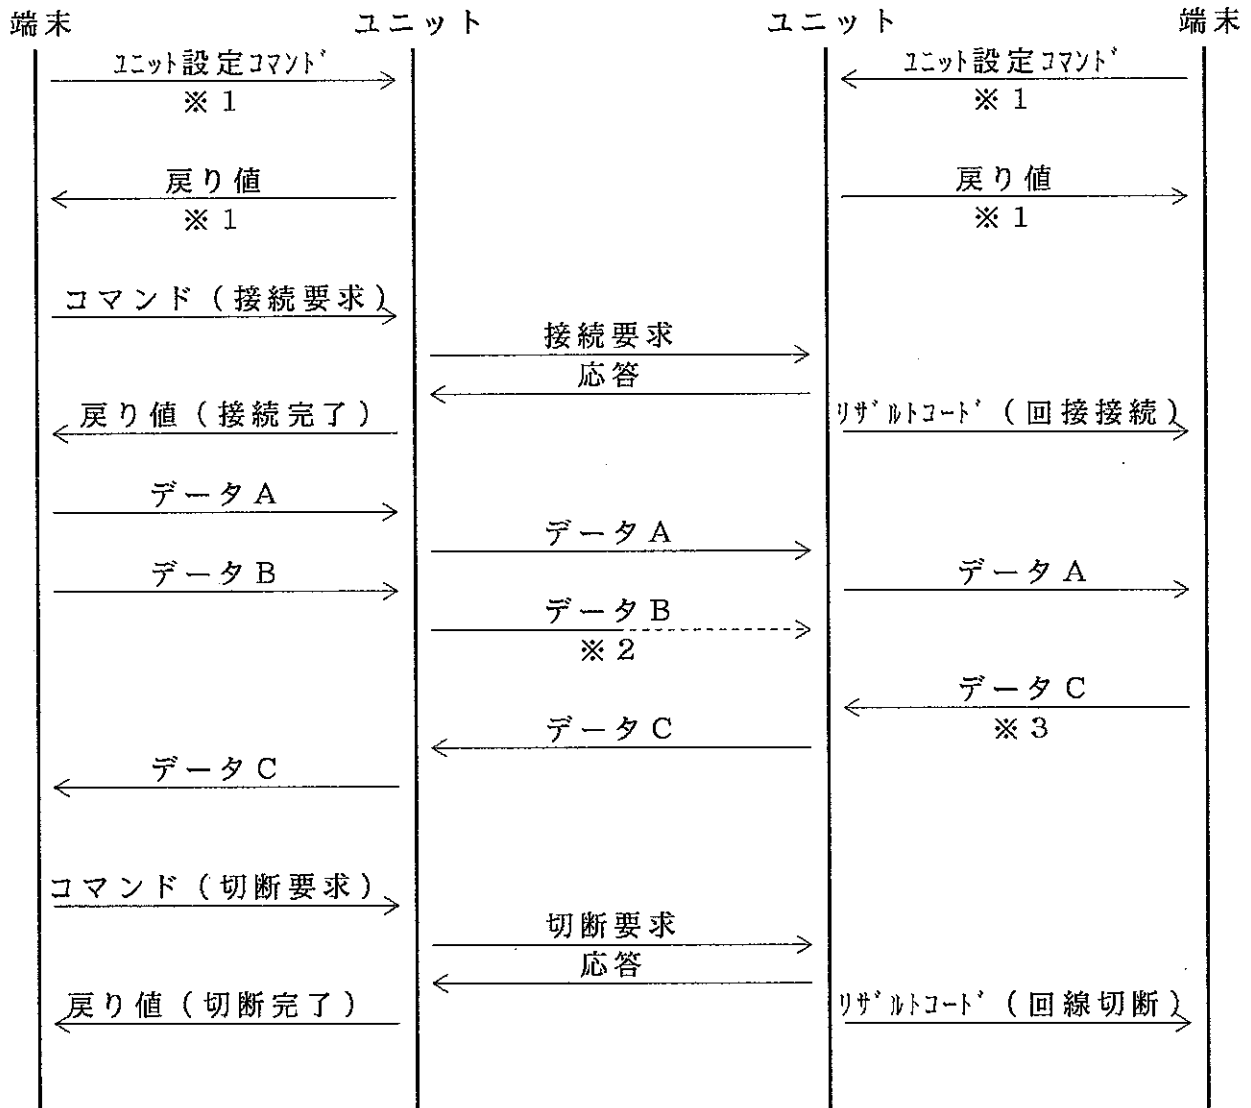 端末 ユニット ユニット 端末
ﾕﾆｯﾄ設定ｺﾏﾝﾄﾞ ﾕﾆｯﾄ設定ｺﾏﾝﾄﾞ
※1 ※1
戻り値 戻り値
※1 ※1
コマンド(接続要求)
接続要求
応答
戻り値(接続完了) ﾘｻﾞﾙﾄｺｰﾄﾞ(回接接続)
データA
データA
データB データA
データB
※2
データC
※3
データC
データC
コマンド(切断要求)
切断要求
応答
戻り値(切断完了) ﾘｻﾞﾙﾄｺｰﾄﾞ(回線切断)